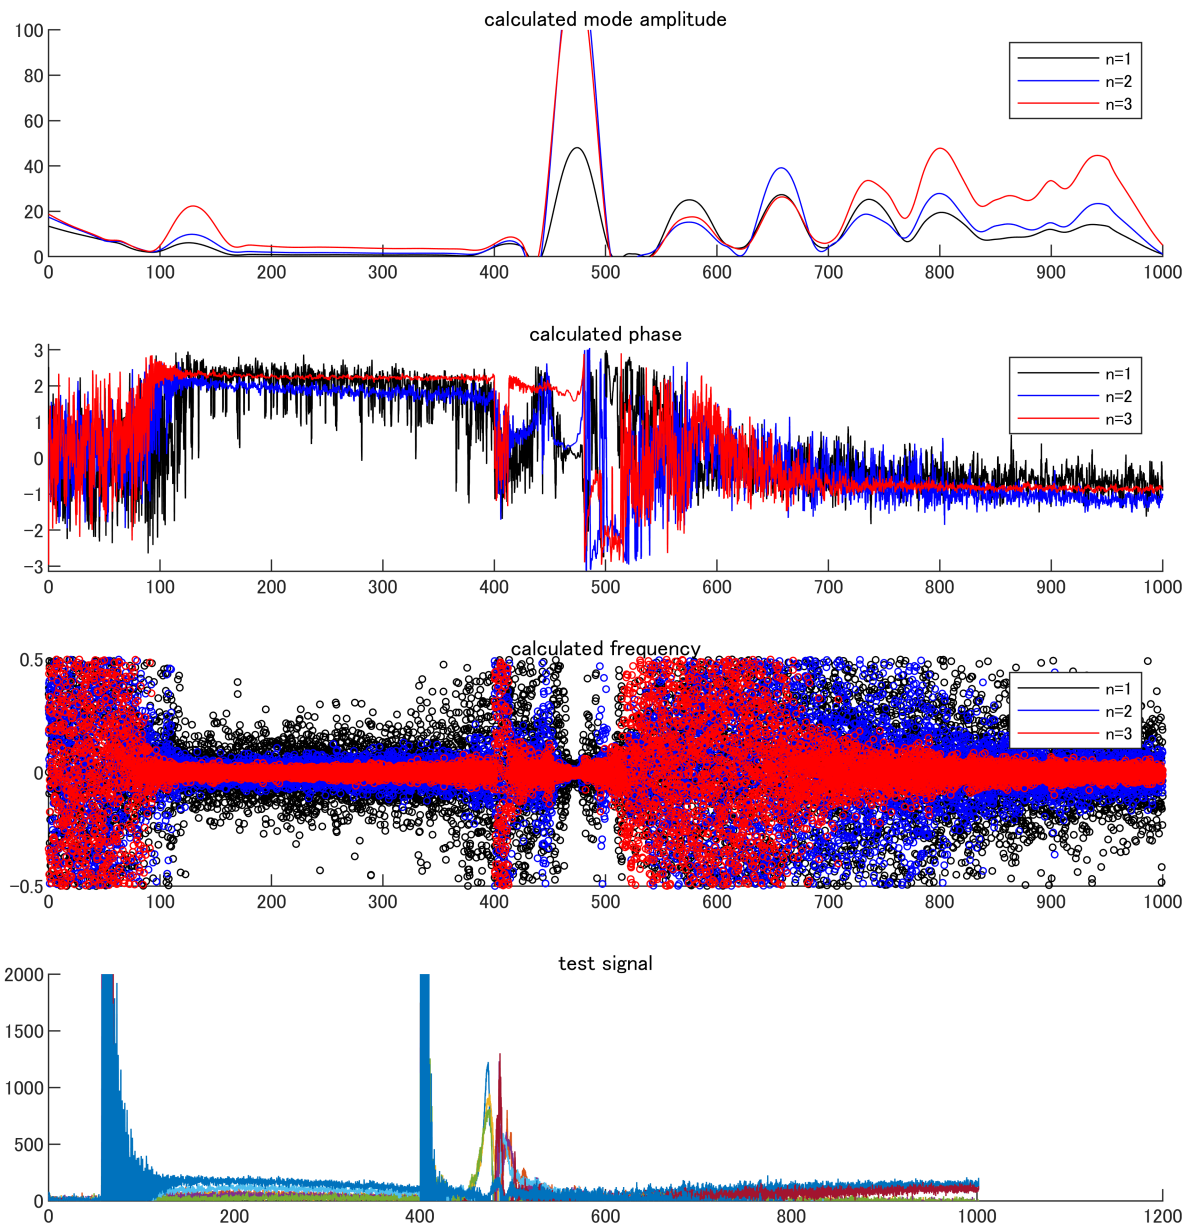 calculated mode amplitude
100
80
60
40
20
0
n=1
n=2
n=3
0 100 200 300 400 500 600 700 800 900 1000
calculated phase
3
2
1
0
−1
−2
−3
n=1
n=2
n=3
0 100 200 300 400 500 600 700 800 900 1000
calculated frequency
0.5
0
−0.5
n=1
n=2
n=3
0 100 200 300 400 500 600 700 800 900 1000
test signal
2000
1500
1000
500
0
0 200 400 600 800 1000 1200